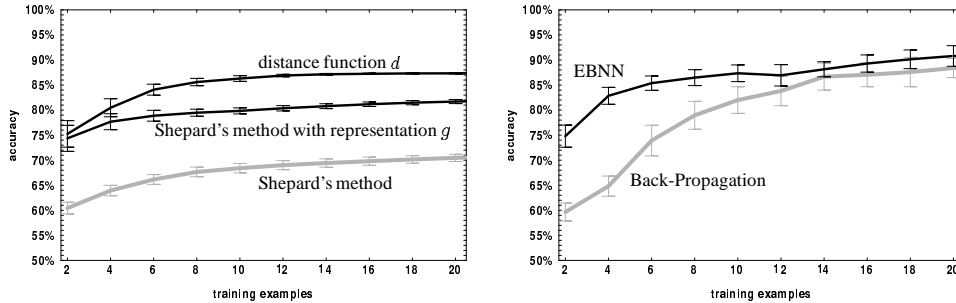 100%
95%
90%
85%
80%
75%
70%
65%
60%
55%
50%
accuracy
distance function d
Shepard's method with representation g
Shepard's method
2 4 6 8 10 12 14 16 18 20
training examples
100%
95%
90%
85%
80%
75%
70%
65%
60%
55%
50%
accuracy
EBNN
Back-Propagation
2 4 6 8 10 12 14 16 18 20
training examples